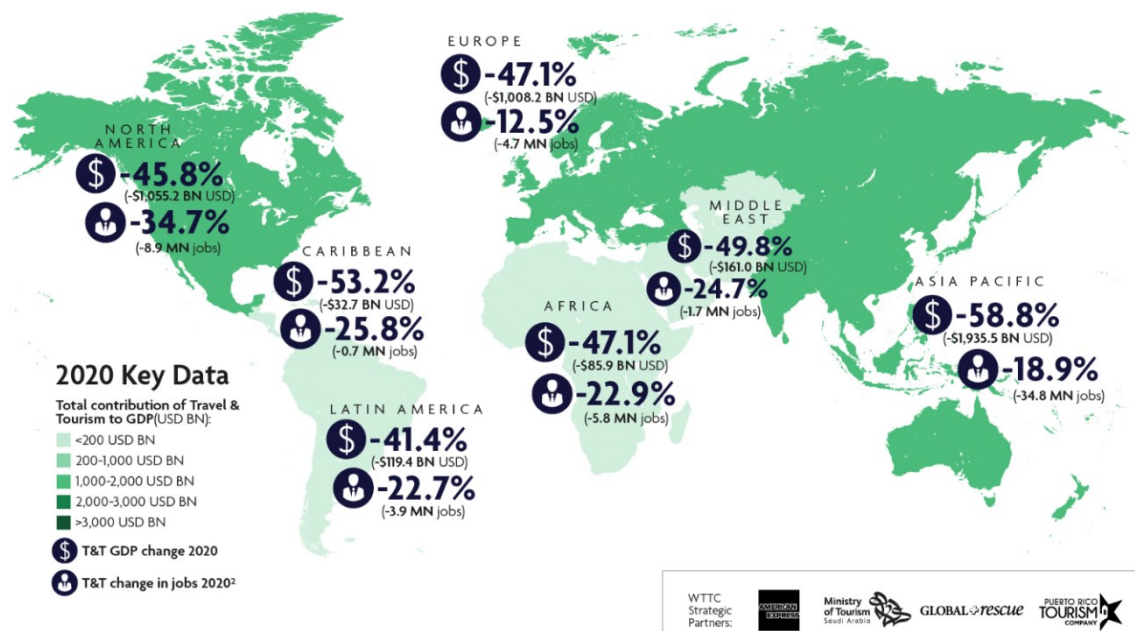 EUROPE
$ -47.1%
(-$1,008.2 BN USD)
-12.5%
(-4.7 MN jobs)
NORTH
AMERICA
$ -45.8%
(-$1,055.2 BN USD)
-34.7%
(-8.9 MN jobs)
MIDDLE
EAST
$ -49.8%
(-$161.0 BN USD)
-24.7%
(-1.7 MN jobs)
CARIBBEAN
$ -53.2%
(-$32.7 BN USD)
-25.8%
(-0.7 MN jobs)
AFRICA
$ -47.1%
(-$85.9 BN USD)
-22.9%
(-5.8 MN jobs)
ASIA PACIFIC
$ -58.8%
(-$1,935.5 BN USD)
-18.9%
(-34.8 MN jobs)
LATIN AMERICA
$ -41.4%
(-$119.4 BN USD)
-22.7%
(-3.9 MN jobs)
2020 Key Data
Total contribution of Travel &
Tourism to GDP(USD BN):
<200 USD BN
200-1,000 USD BN
1,000-2,000 USD BN
2,000-3,000 USD BN
>3,000 USD BN
$ T&T GDP change 2020
T&T change in jobs 2020²
WTTC
Strategic
Partners:
AMERICAN
EXPRESS
Ministry
of Tourism
Saudi Arabia
GLOBAL rescue
PUERTO RICO
TOURISM
COMPANY